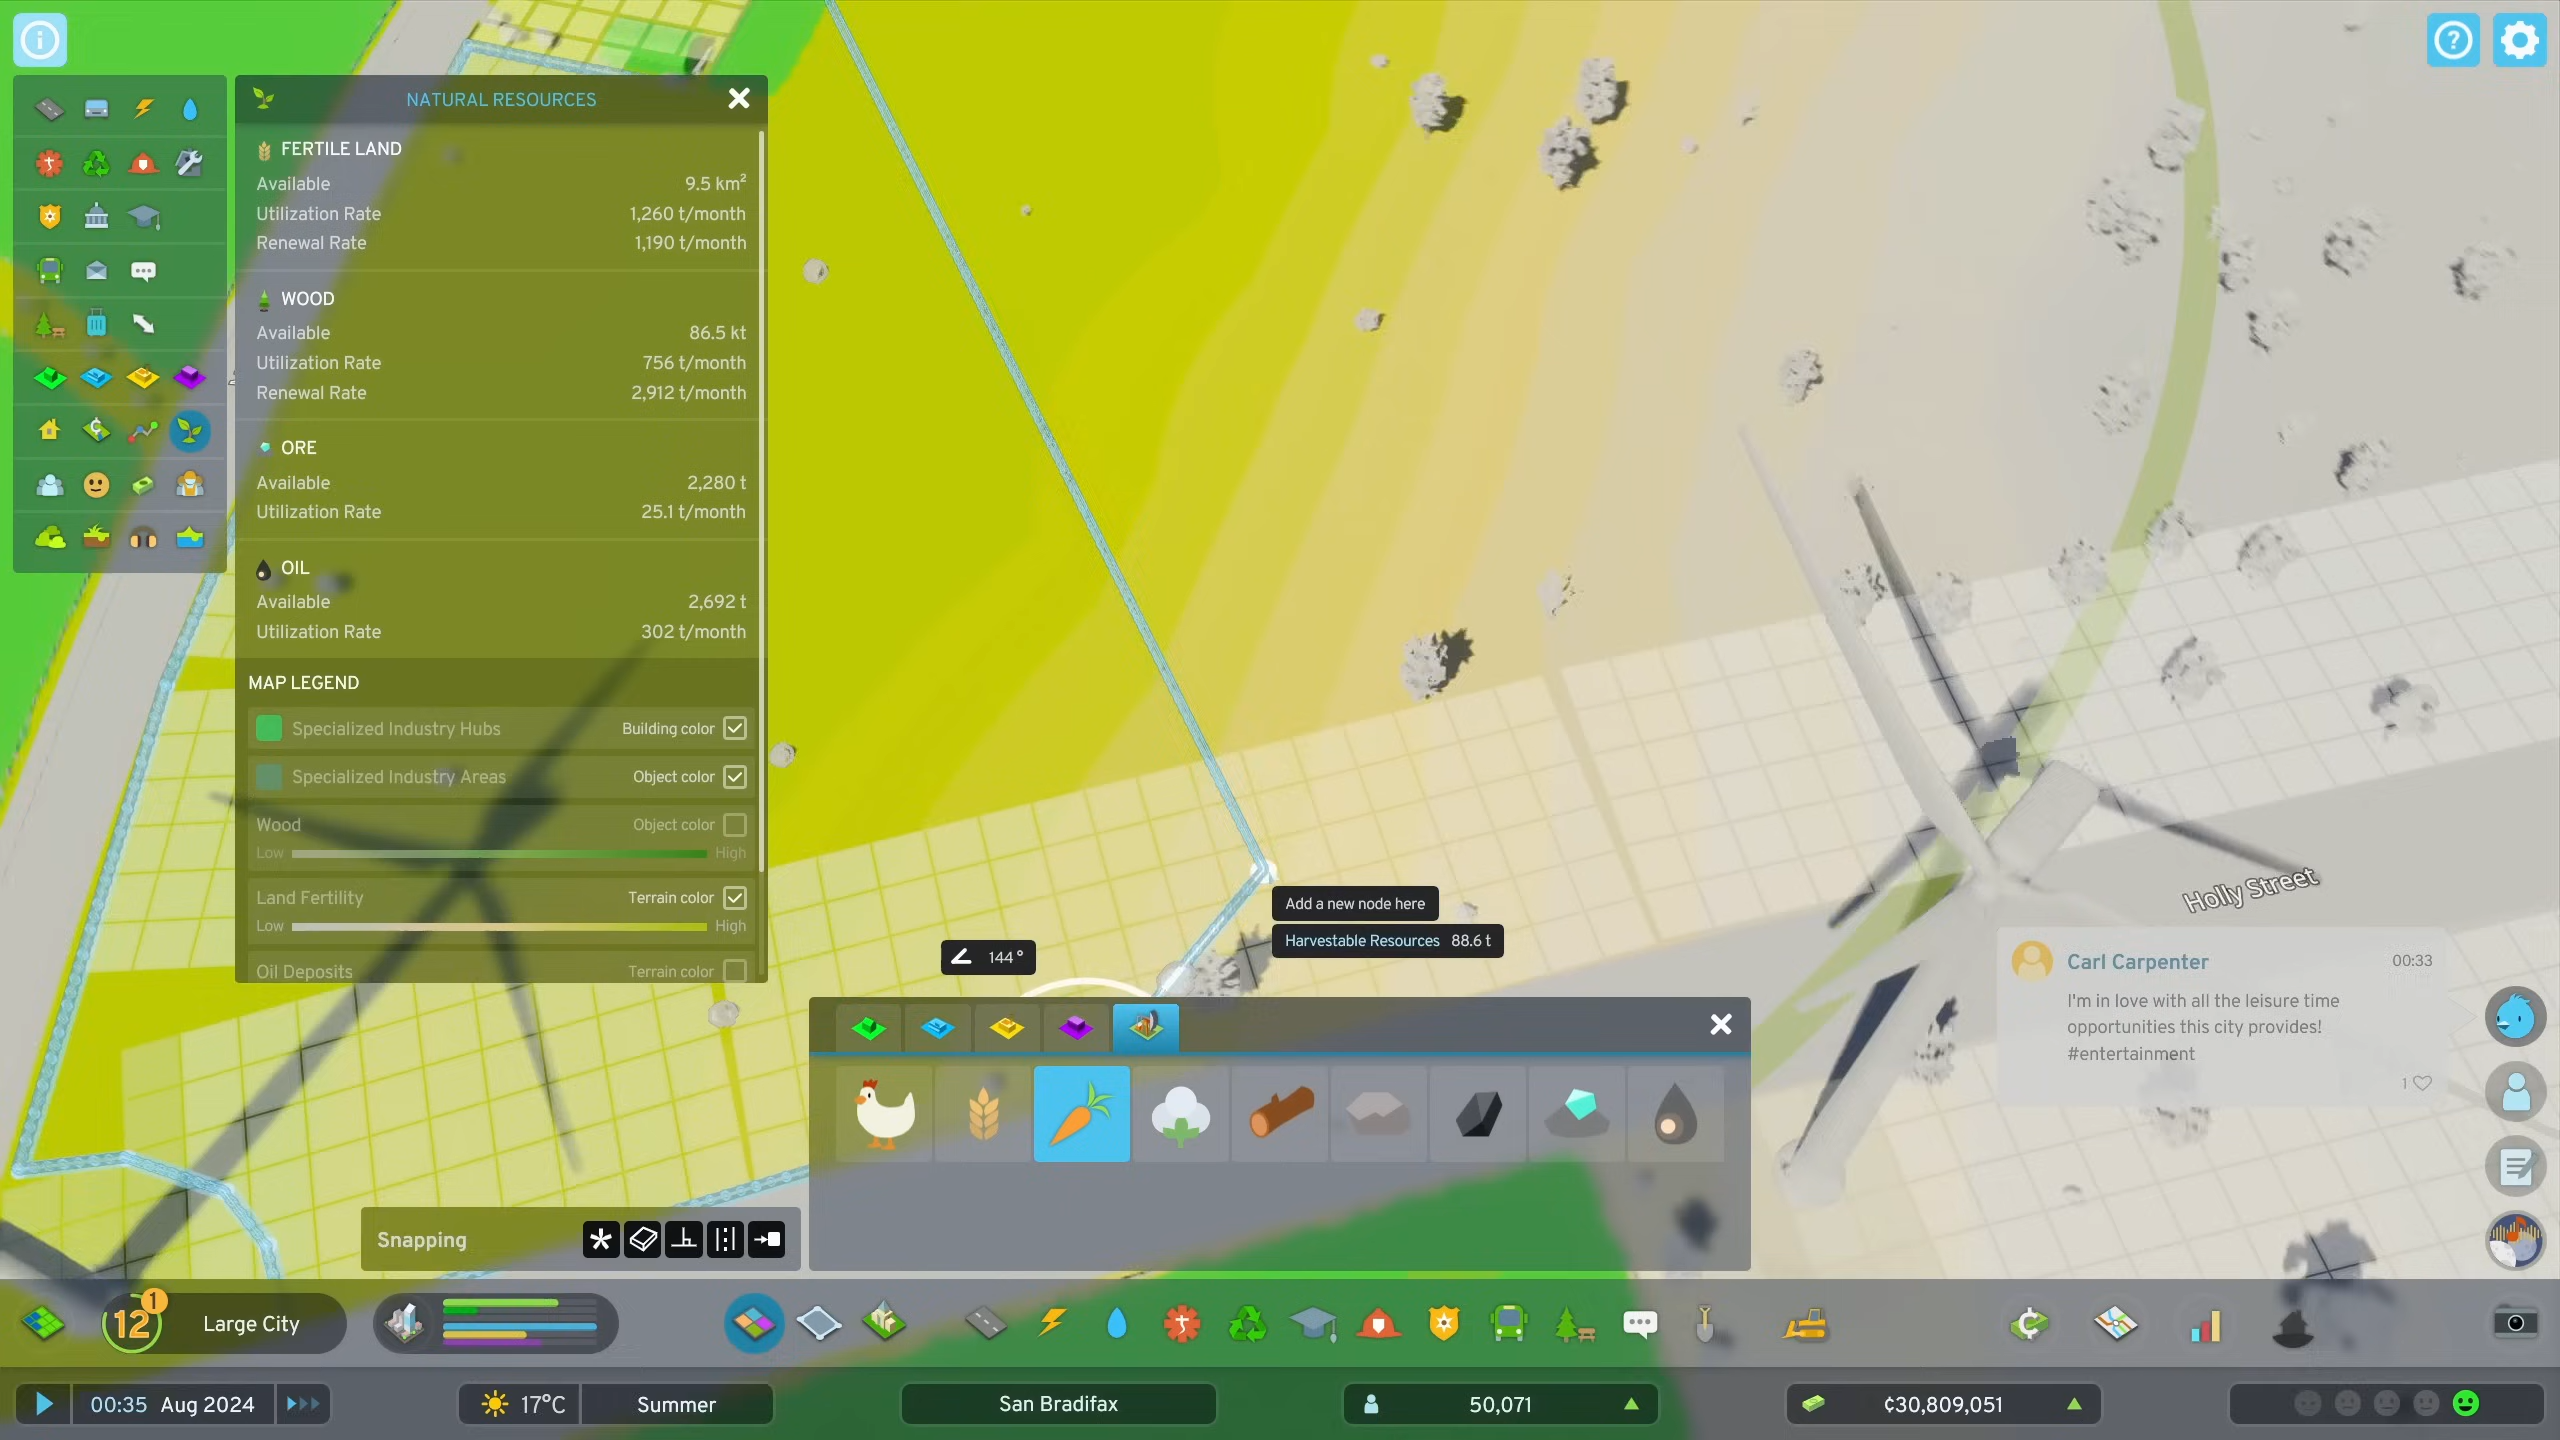 NATURAL RESOURCES
FERTILE LAND
Available 9.5 km²
Utilization Rate 1,260 t/month
Renewal Rate 1,190 t/month
WOOD
Available 86.5 kt
Utilization Rate 756 t/month
Renewal Rate 2,912 t/month
ORE
Available 2,280 t
Utilization Rate 25.1 t/month
OIL
Available 2,692 t
Utilization Rate 302 t/month
MAP LEGEND
Specialized Industry Hubs Building color
Specialized Industry Areas Object color
Wood Object color
Low High
Land Fertility Terrain color
Low High
Oil Deposits Terrain color
Holly Street
Add a new node here
Harvestable Resources 88.6 t
144°
Carl Carpenter 00:33
I'm in love with all the leisure time
opportunities this city provides!
#entertainment
1
Snapping
12 1 Large City
00:35 Aug 2024
17°C Summer
San Bradifax
50,071
¢30,809,051